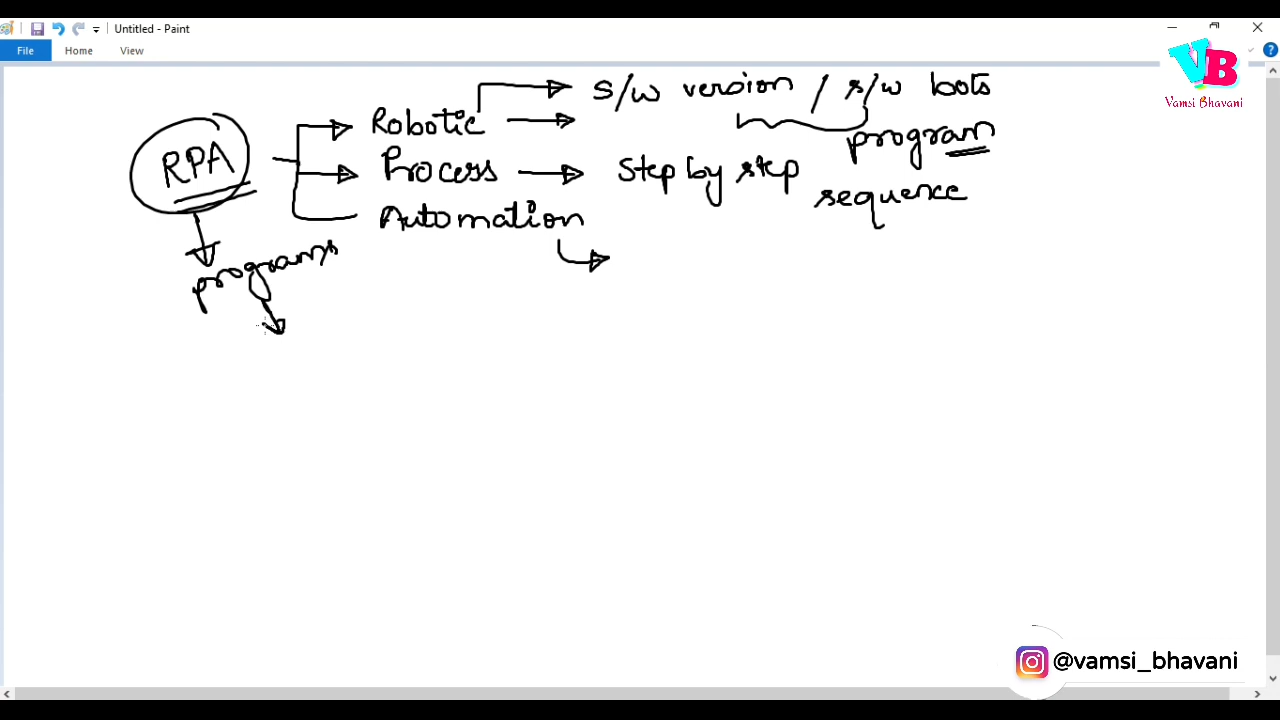 Untitled - Paint
File Home View
VB
Vamsi Bhavani
s/w version / s/w bots
Robotic
program
RPA
Process
step by step
sequence
Automation
programs
@vamsi_bhavani